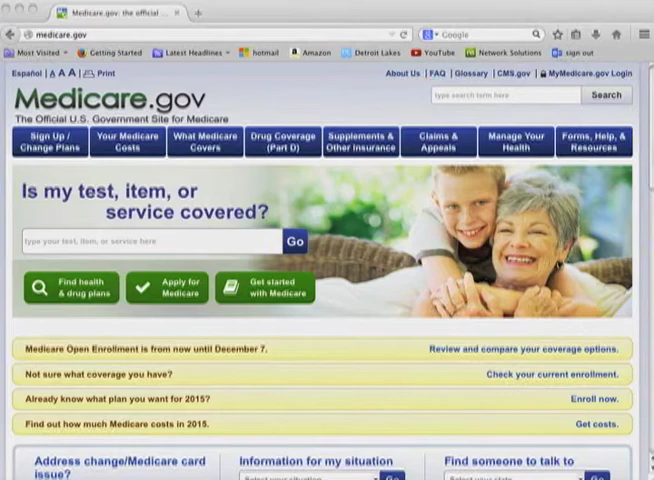 Medicare.gov: the official ...
medicare.gov
Google
Most Visited
Getting Started
Latest Headlines
hotmail
Amazon
Detroit Lakes
YouTube
Network Solutions
sign out
Español | A A A | Print
About Us | FAQ | Glossary | CMS.gov | MyMedicare.gov Login
Medicare.gov
type search term here
Search
The Official U.S. Government Site for Medicare
Sign Up / Change Plans
Your Medicare Costs
What Medicare Covers
Drug Coverage (Part D)
Supplements & Other Insurance
Claims & Appeals
Manage Your Health
Forms, Help, & Resources
Is my test, item, or
service covered?
type your test, item, or service here
Go
Find health & drug plans
Apply for Medicare
Get started with Medicare
Medicare Open Enrollment is from now until December 7.
Review and compare your coverage options.
Not sure what coverage you have?
Check your current enrollment.
Already know what plan you want for 2015?
Enroll now.
Find out how much Medicare costs in 2015.
Get costs.
Address change/Medicare card issue?
Information for my situation
Find someone to talk to
Select your situation
Go
Select your state
Go